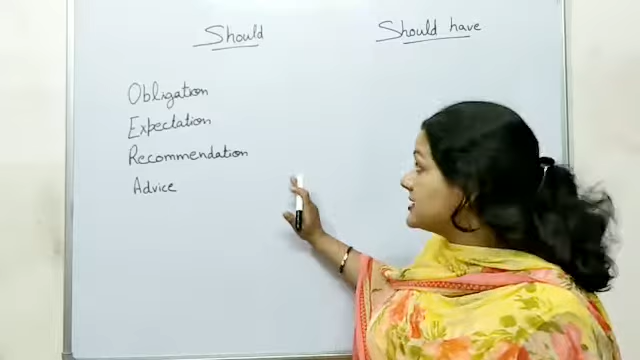 Should Should have
Obligation
Expectation
Recommendation
Advice